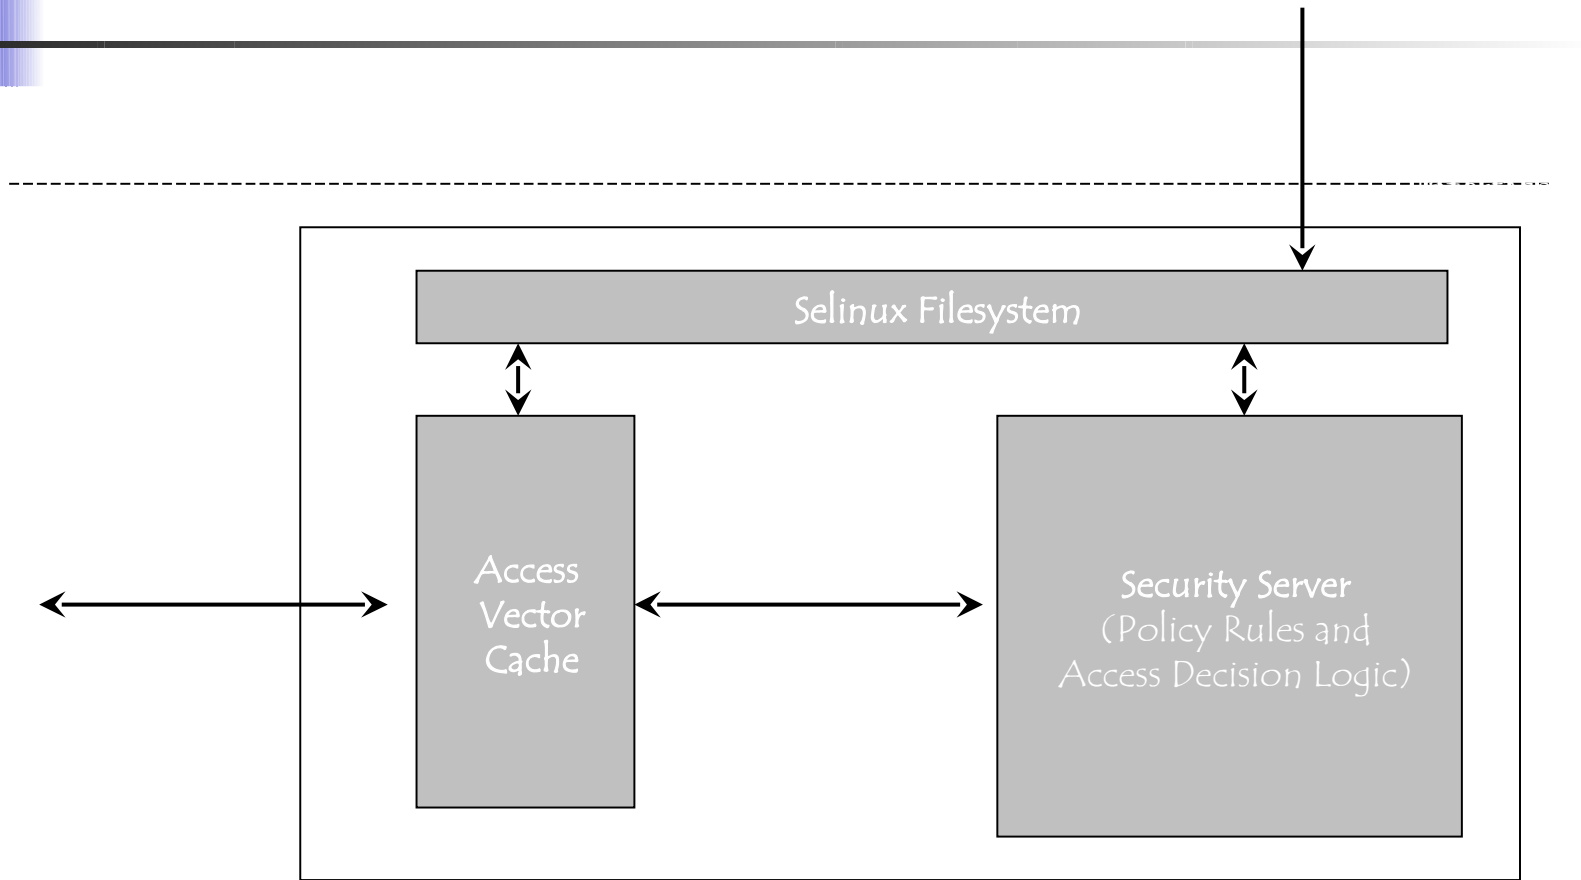 Selinux Filesystem
Access
Vector
Cache
Security Server
(Policy Rules and
Access Decision Logic)